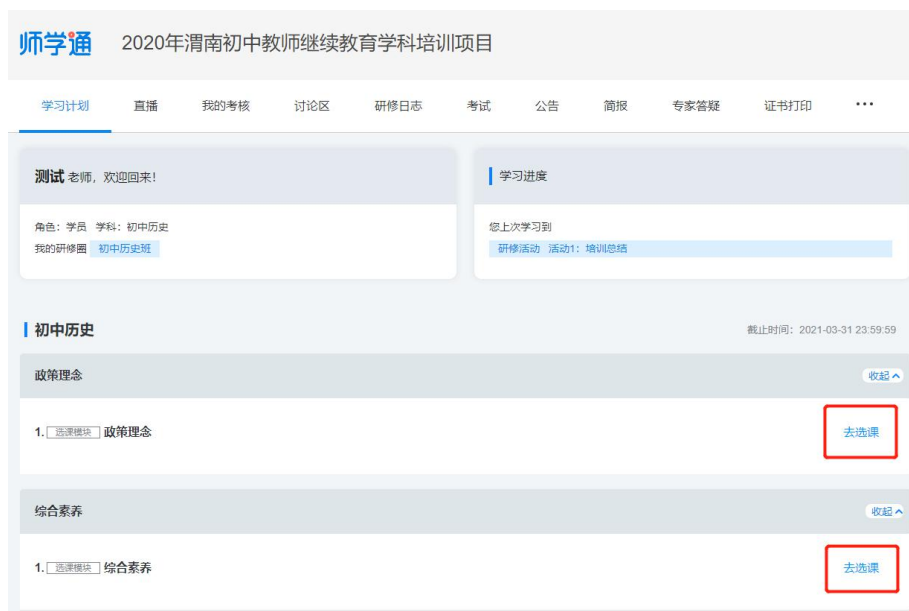 师学通 2020年渭南初中教师继续教育学科培训项目
学习计划 直播 我的考核 讨论区 研修日志 考试 公告 简报 专家答疑 证书打印 •••
测试 老师，欢迎回来！
角色：学员 学科：初中历史
我的研修圈 初中历史班
学习进度
您上次学习到
研修活动 活动1：培训总结
初中历史 截止时间：2021-03-31 23:59:59
政策理念 收起
1. 选课模块 政策理念 去选课
综合素养 收起
1. 选课模块 综合素养 去选课